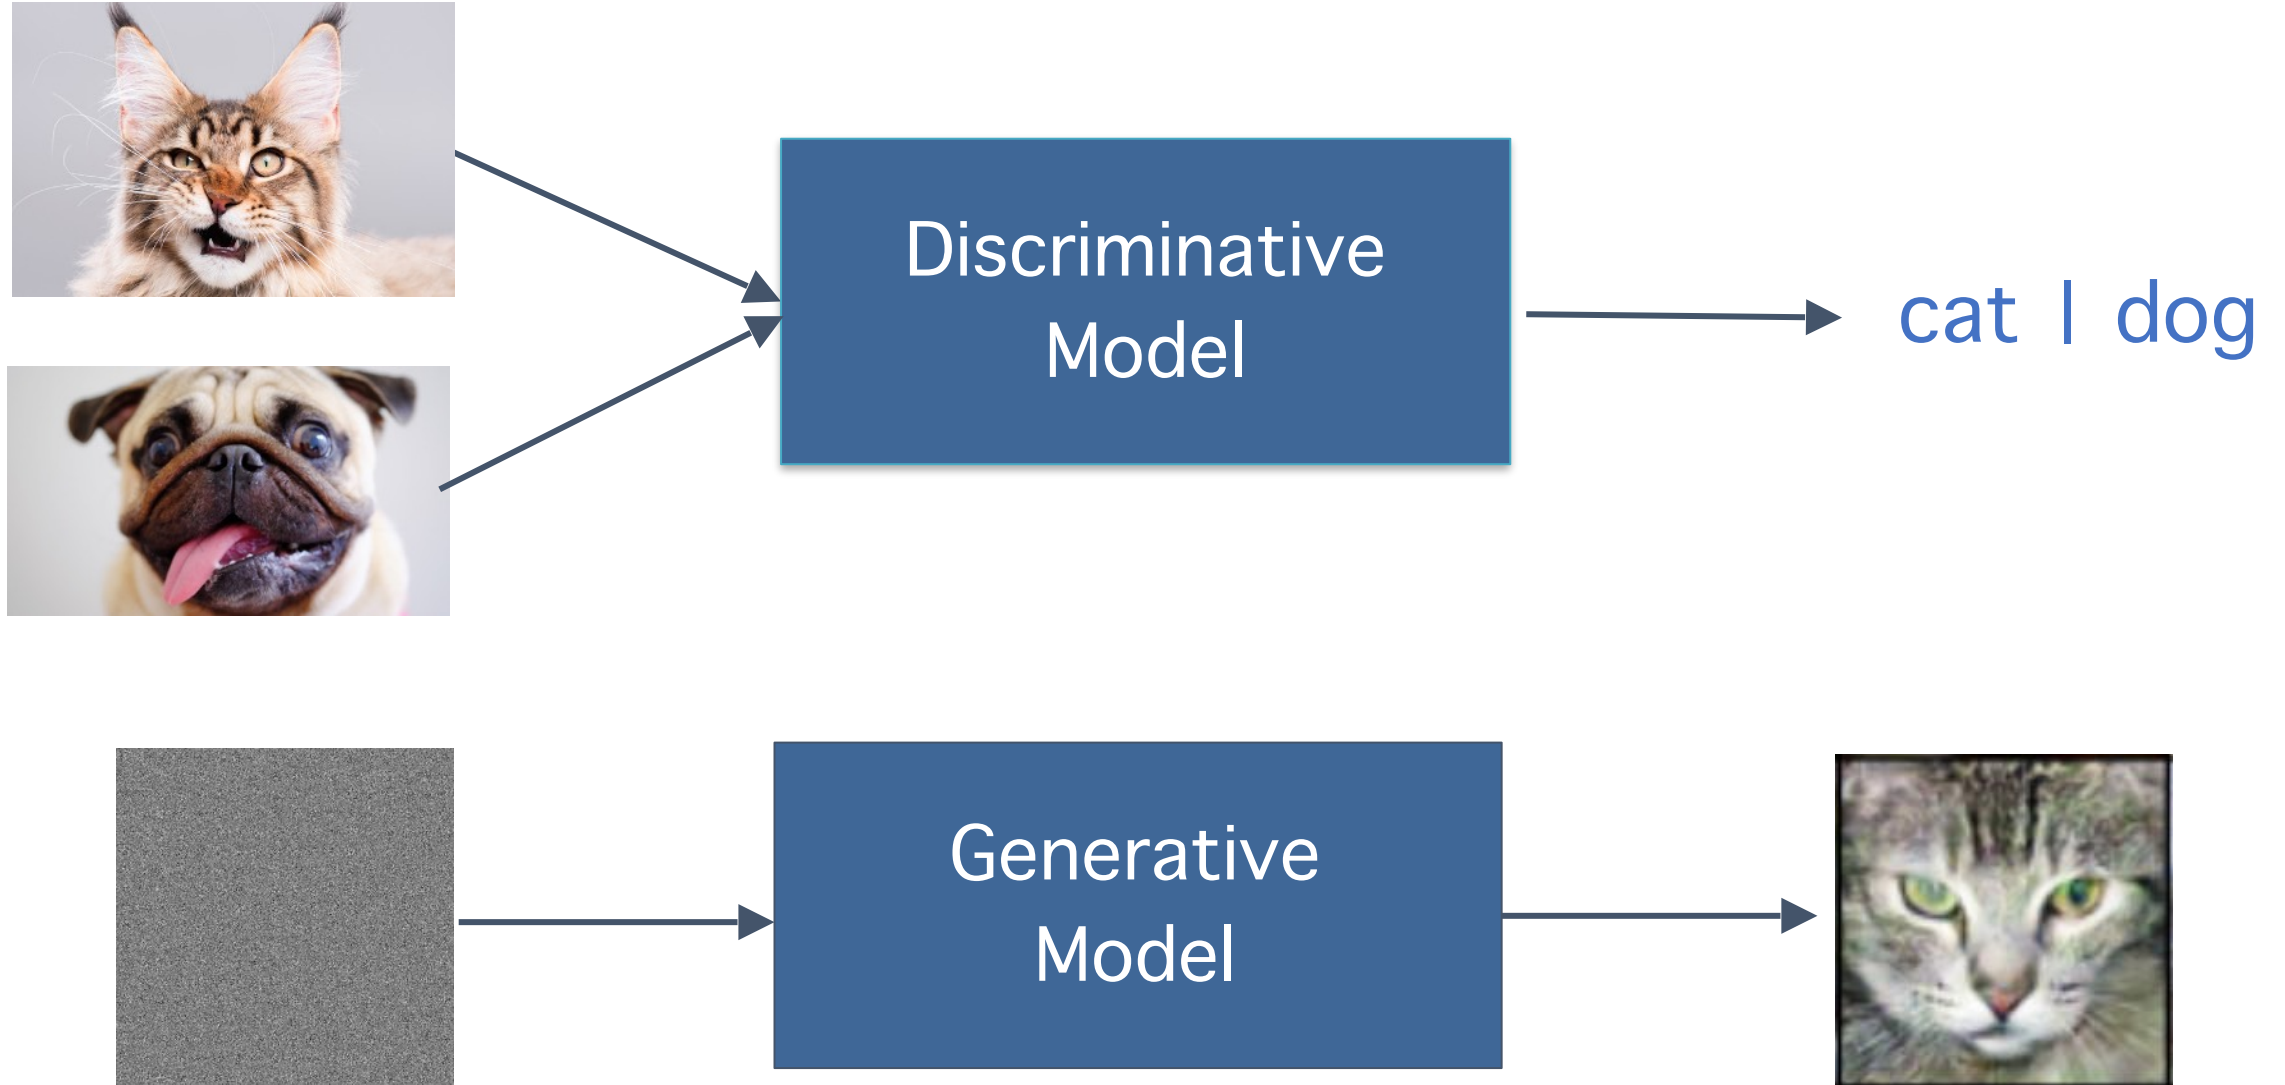 Discriminative
Model
cat | dog
Generative
Model